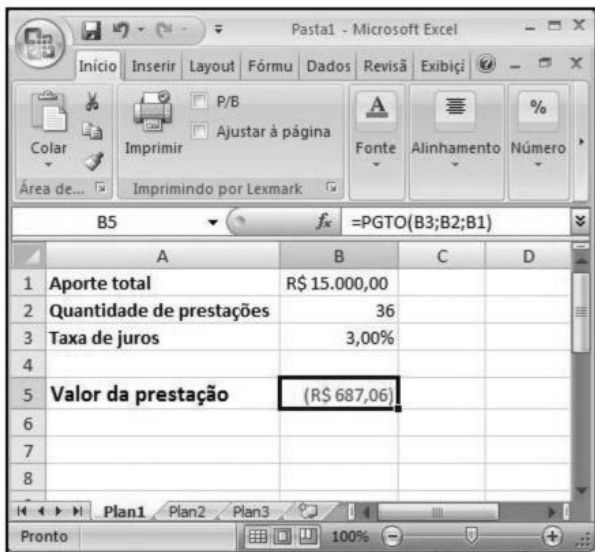 Pasta1 - Microsoft Excel
Início Inserir Layout Fórmu Dados Revisã Exibiçi
P/B
Ajustar à página
Colar Imprimir Fonte Alinhamento Número
%
Área de... Imprimindo por Lexmark
B5 fx =PGTO(B3;B2;B1)
A B C D
1 Aporte total R$ 15.000,00
2 Quantidade de prestações 36
3 Taxa de juros 3,00%
4
5 Valor da prestação (R$ 687,06)
6
7
8
Plan1 Plan2 Plan3
Pronto 100%